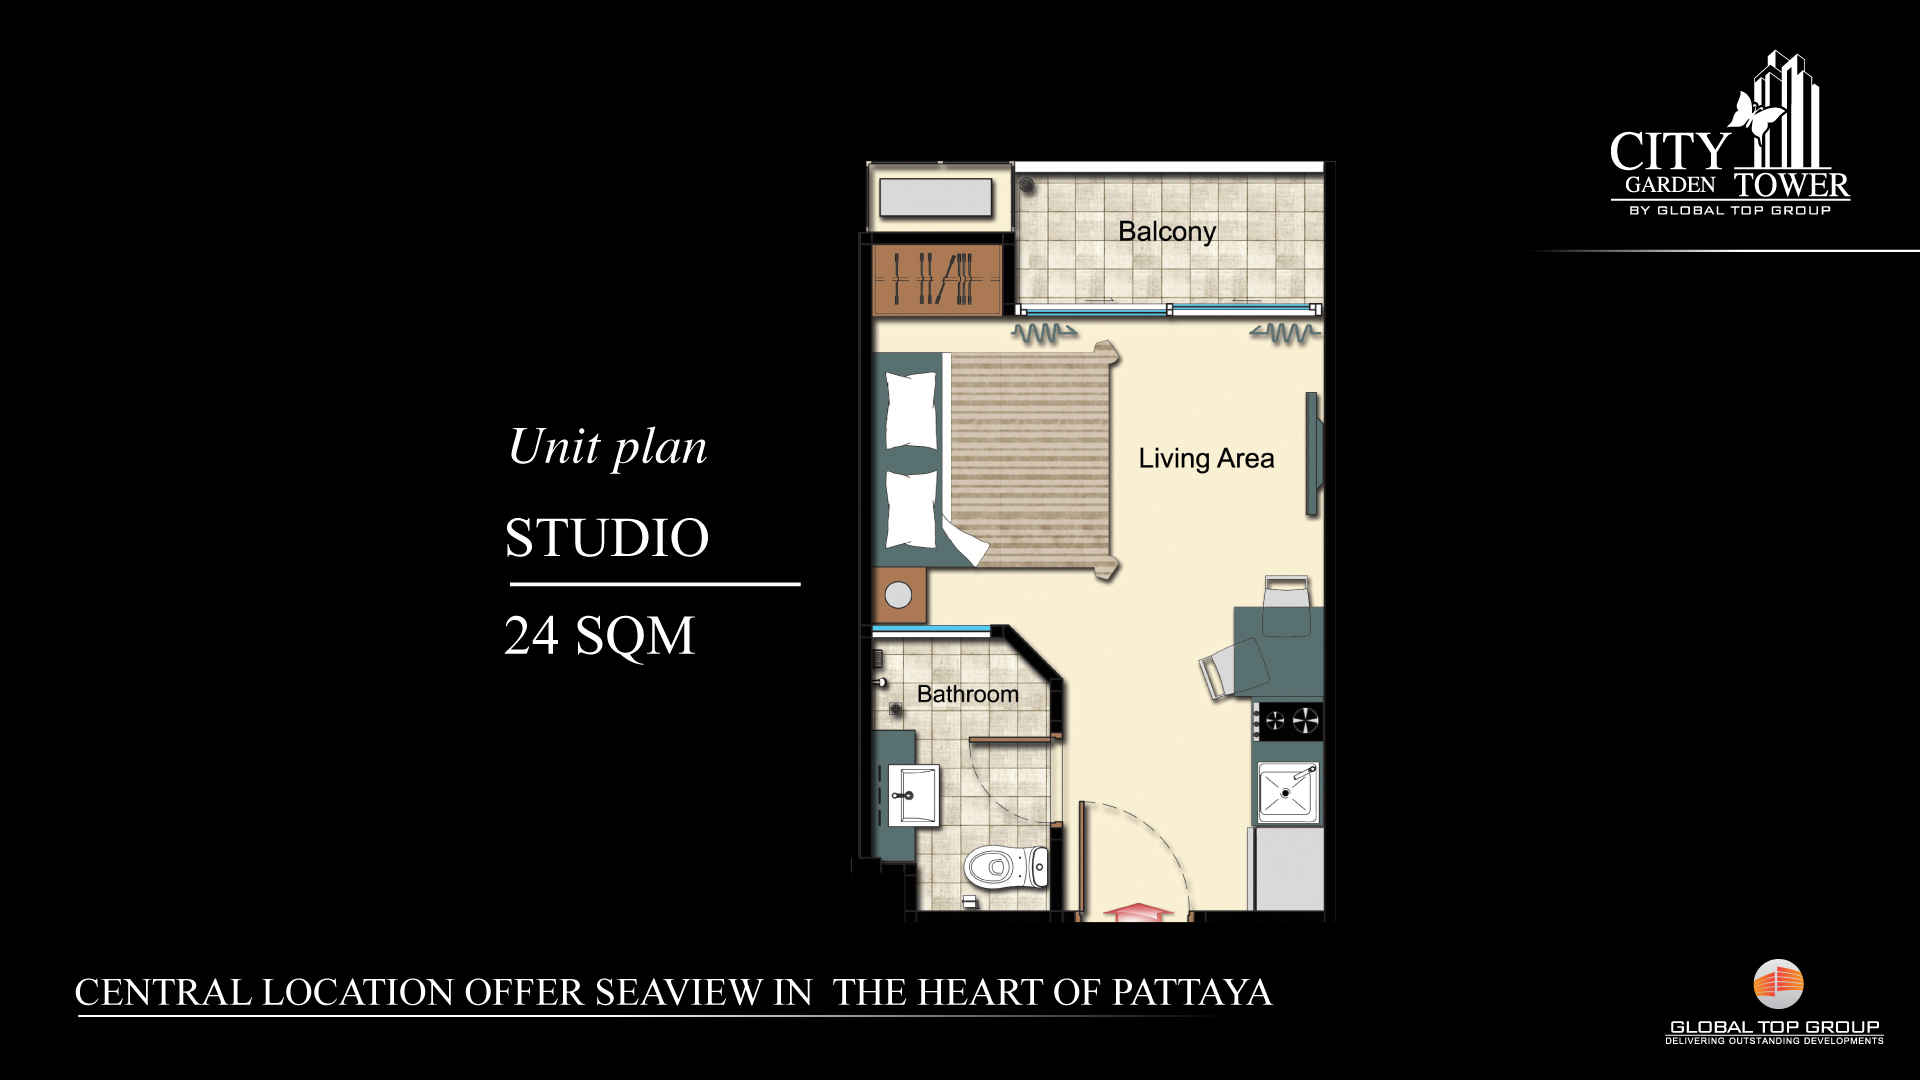 CITY
GARDEN TOWER
BY GLOBAL TOP GROUP
Balcony
Living Area
Bathroom
Unit plan
STUDIO
24 SQM
CENTRAL LOCATION OFFER SEAVIEW IN THE HEART OF PATTAYA
GLOBAL TOP GROUP
DELIVERING OUTSTANDING DEVELOPMENTS